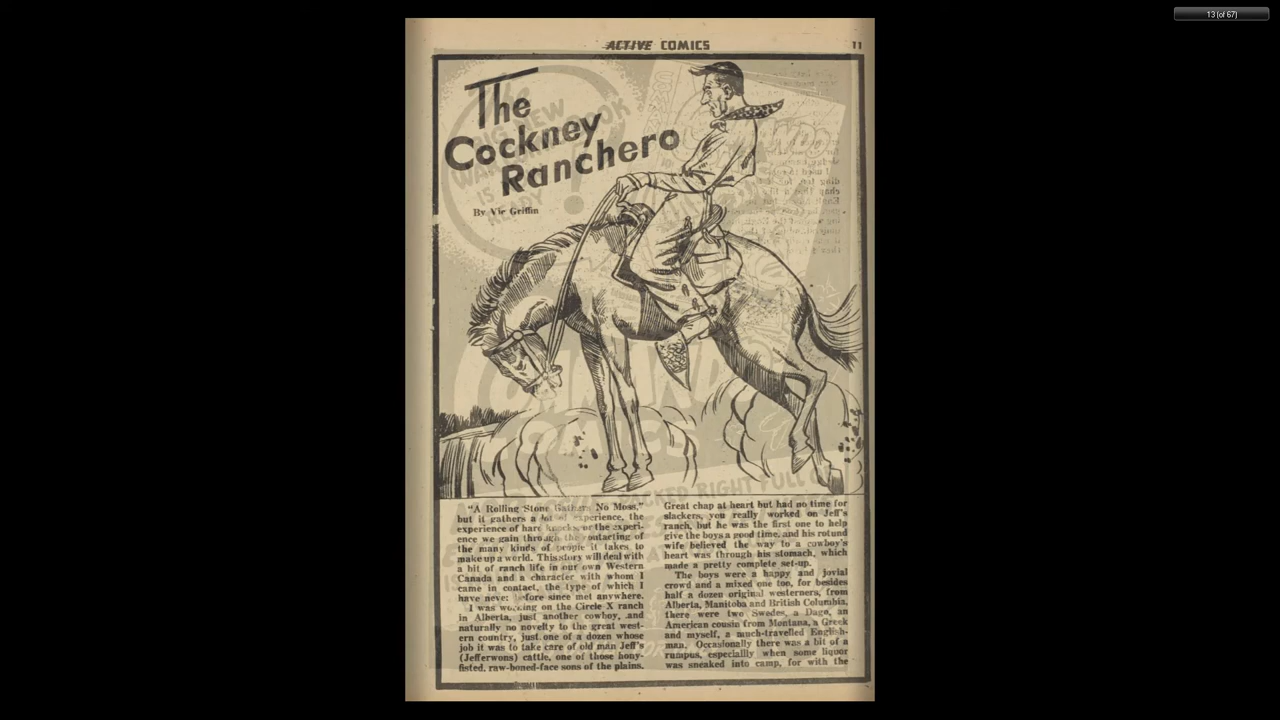 13 (of 67)
ACTIVE COMICS
11
The
Cockney
Ranchero
By Vic Griffin
"A Rolling Stone Gathers No Moss,"
but it gathers a lot of experience, the
experience of hard knocks, or the experi-
ence we gain through the contacting of
the many kinds of people it takes to
make up a world. This story will deal with
a bit of ranch life in our own Western
Canada and a character with whom I
came in contact, the type of which I
have never before since met anywhere.
I was working on the Circle X ranch
in Alberta, just another cowboy, and
naturally no novelty to the great west-
ern country, just one of a dozen whose
job it was to take care of old man Jeff's
(Jefferwons) cattle, one of those hony-
fisted, raw-boned-face sons of the plains.
Great chap at heart but had no time for
slackers, you really worked on Jeff's
ranch, but he was the first one to help
give the boys a good time, and his rotund
wife believed the way to a cowboy's
heart was through his stomach, which
made a pretty complete set-up.
The boys were a happy and jovial
crowd and a mixed one too, for besides
half a dozen original westerners, from
Alberta, Manitoba and British Columbia,
there were two Swedes, a Dago, an
American cousin from Montana, a Greek
and myself, a much-travelled English-
man. Occasionally there was a bit of a
rumpus, especiallly when some liquor
was sneaked into camp, for with the